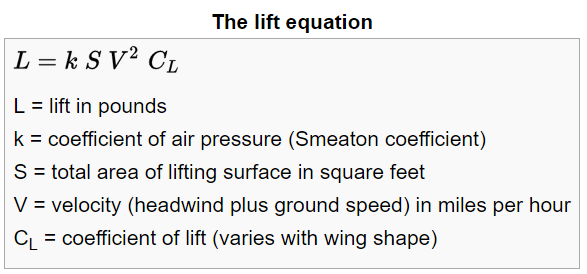 The lift equation
L = k S V² C_L
L = lift in pounds
k = coefficient of air pressure (Smeaton coefficient)
S = total area of lifting surface in square feet
V = velocity (headwind plus ground speed) in miles per hour
C_L = coefficient of lift (varies with wing shape)